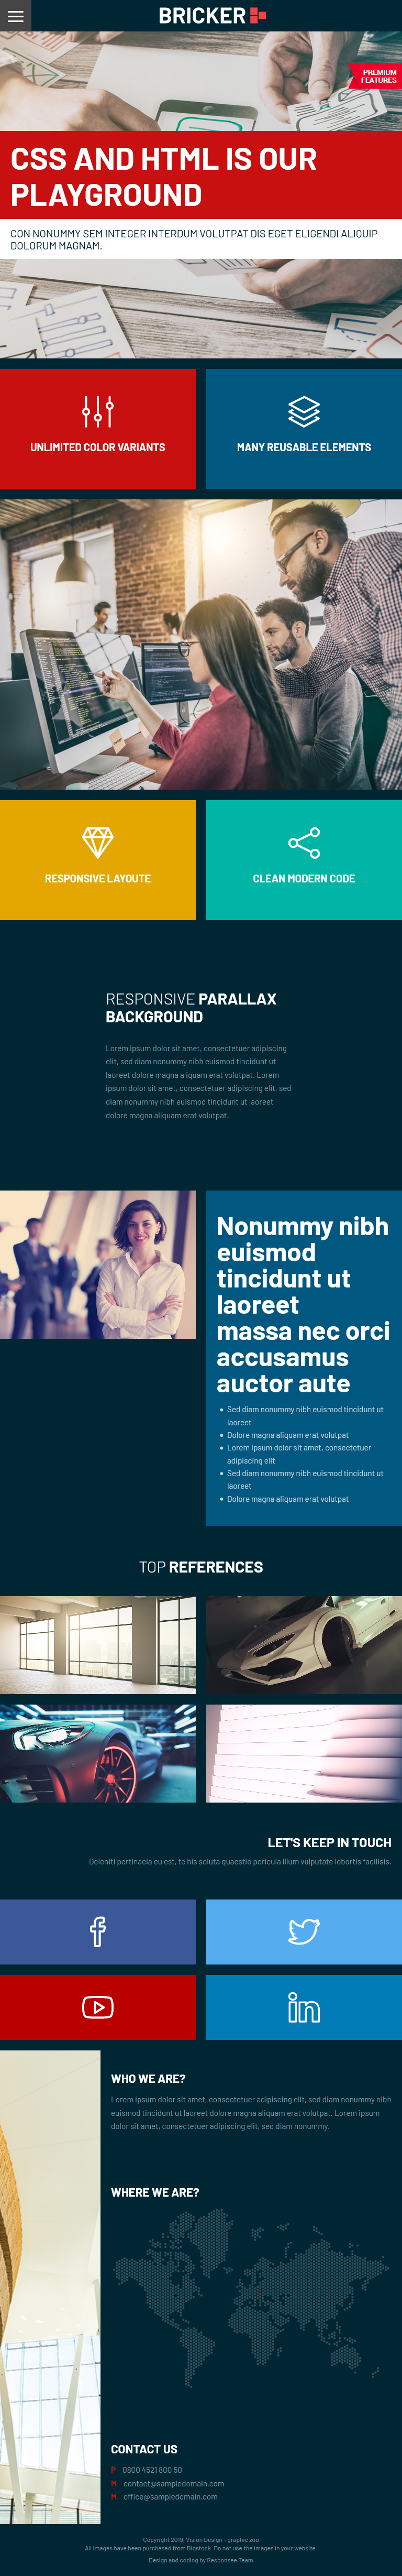 BRICKER
PREMIUM
FEATURES
CSS AND HTML IS OUR
PLAYGROUND
CON NONUMMY SEM INTEGER INTERDUM VOLUTPAT DIS EGET ELIGENDI ALIQUIP
DOLORUM MAGNAM.
UNLIMITED COLOR VARIANTS
MANY REUSABLE ELEMENTS
RESPONSIVE LAYOUTE
CLEAN MODERN CODE
RESPONSIVE PARALLAX
BACKGROUND
Lorem ipsum dolor sit amet, consectetuer adipiscing
elit, sed diam nonummy nibh euismod tincidunt ut
laoreet dolore magna aliquam erat volutpat. Lorem
ipsum dolor sit amet, consectetuer adipiscing elit, sed
diam nonummy nibh euismod tincidunt ut laoreet
dolore magna aliquam erat volutpat.
Nonummy nibh
euismod
tincidunt ut
laoreet
massa nec orci
accusamus
auctor aute
Sed diam nonummy nibh euismod tincidunt ut
laoreet
Dolore magna aliquam erat volutpat
Lorem ipsum dolor sit amet, consectetuer
adipiscing elit
Sed diam nonummy nibh euismod tincidunt ut
laoreet
Dolore magna aliquam erat volutpat
TOP REFERENCES
LET'S KEEP IN TOUCH
Deleniti pertinacia eu est, te his soluta quaestio pericula illum vulputate lobortis facilisis.
WHO WE ARE?
Lorem ipsum dolor sit amet, consectetuer adipiscing elit, sed diam nonummy nibh
euismod tincidunt ut laoreet dolore magna aliquam erat volutpat. Lorem ipsum
dolor sit amet, consectetuer adipiscing elit, sed diam nonummy.
WHERE WE ARE?
CONTACT US
P 0800 4521 800 50
M contact@sampledomain.com
M office@sampledomain.com
Copyright 2019, Vision Design - graphic zoo
All images have been purchased from Bigstock. Do not use the images in your website.
Design and coding by Responsee Team